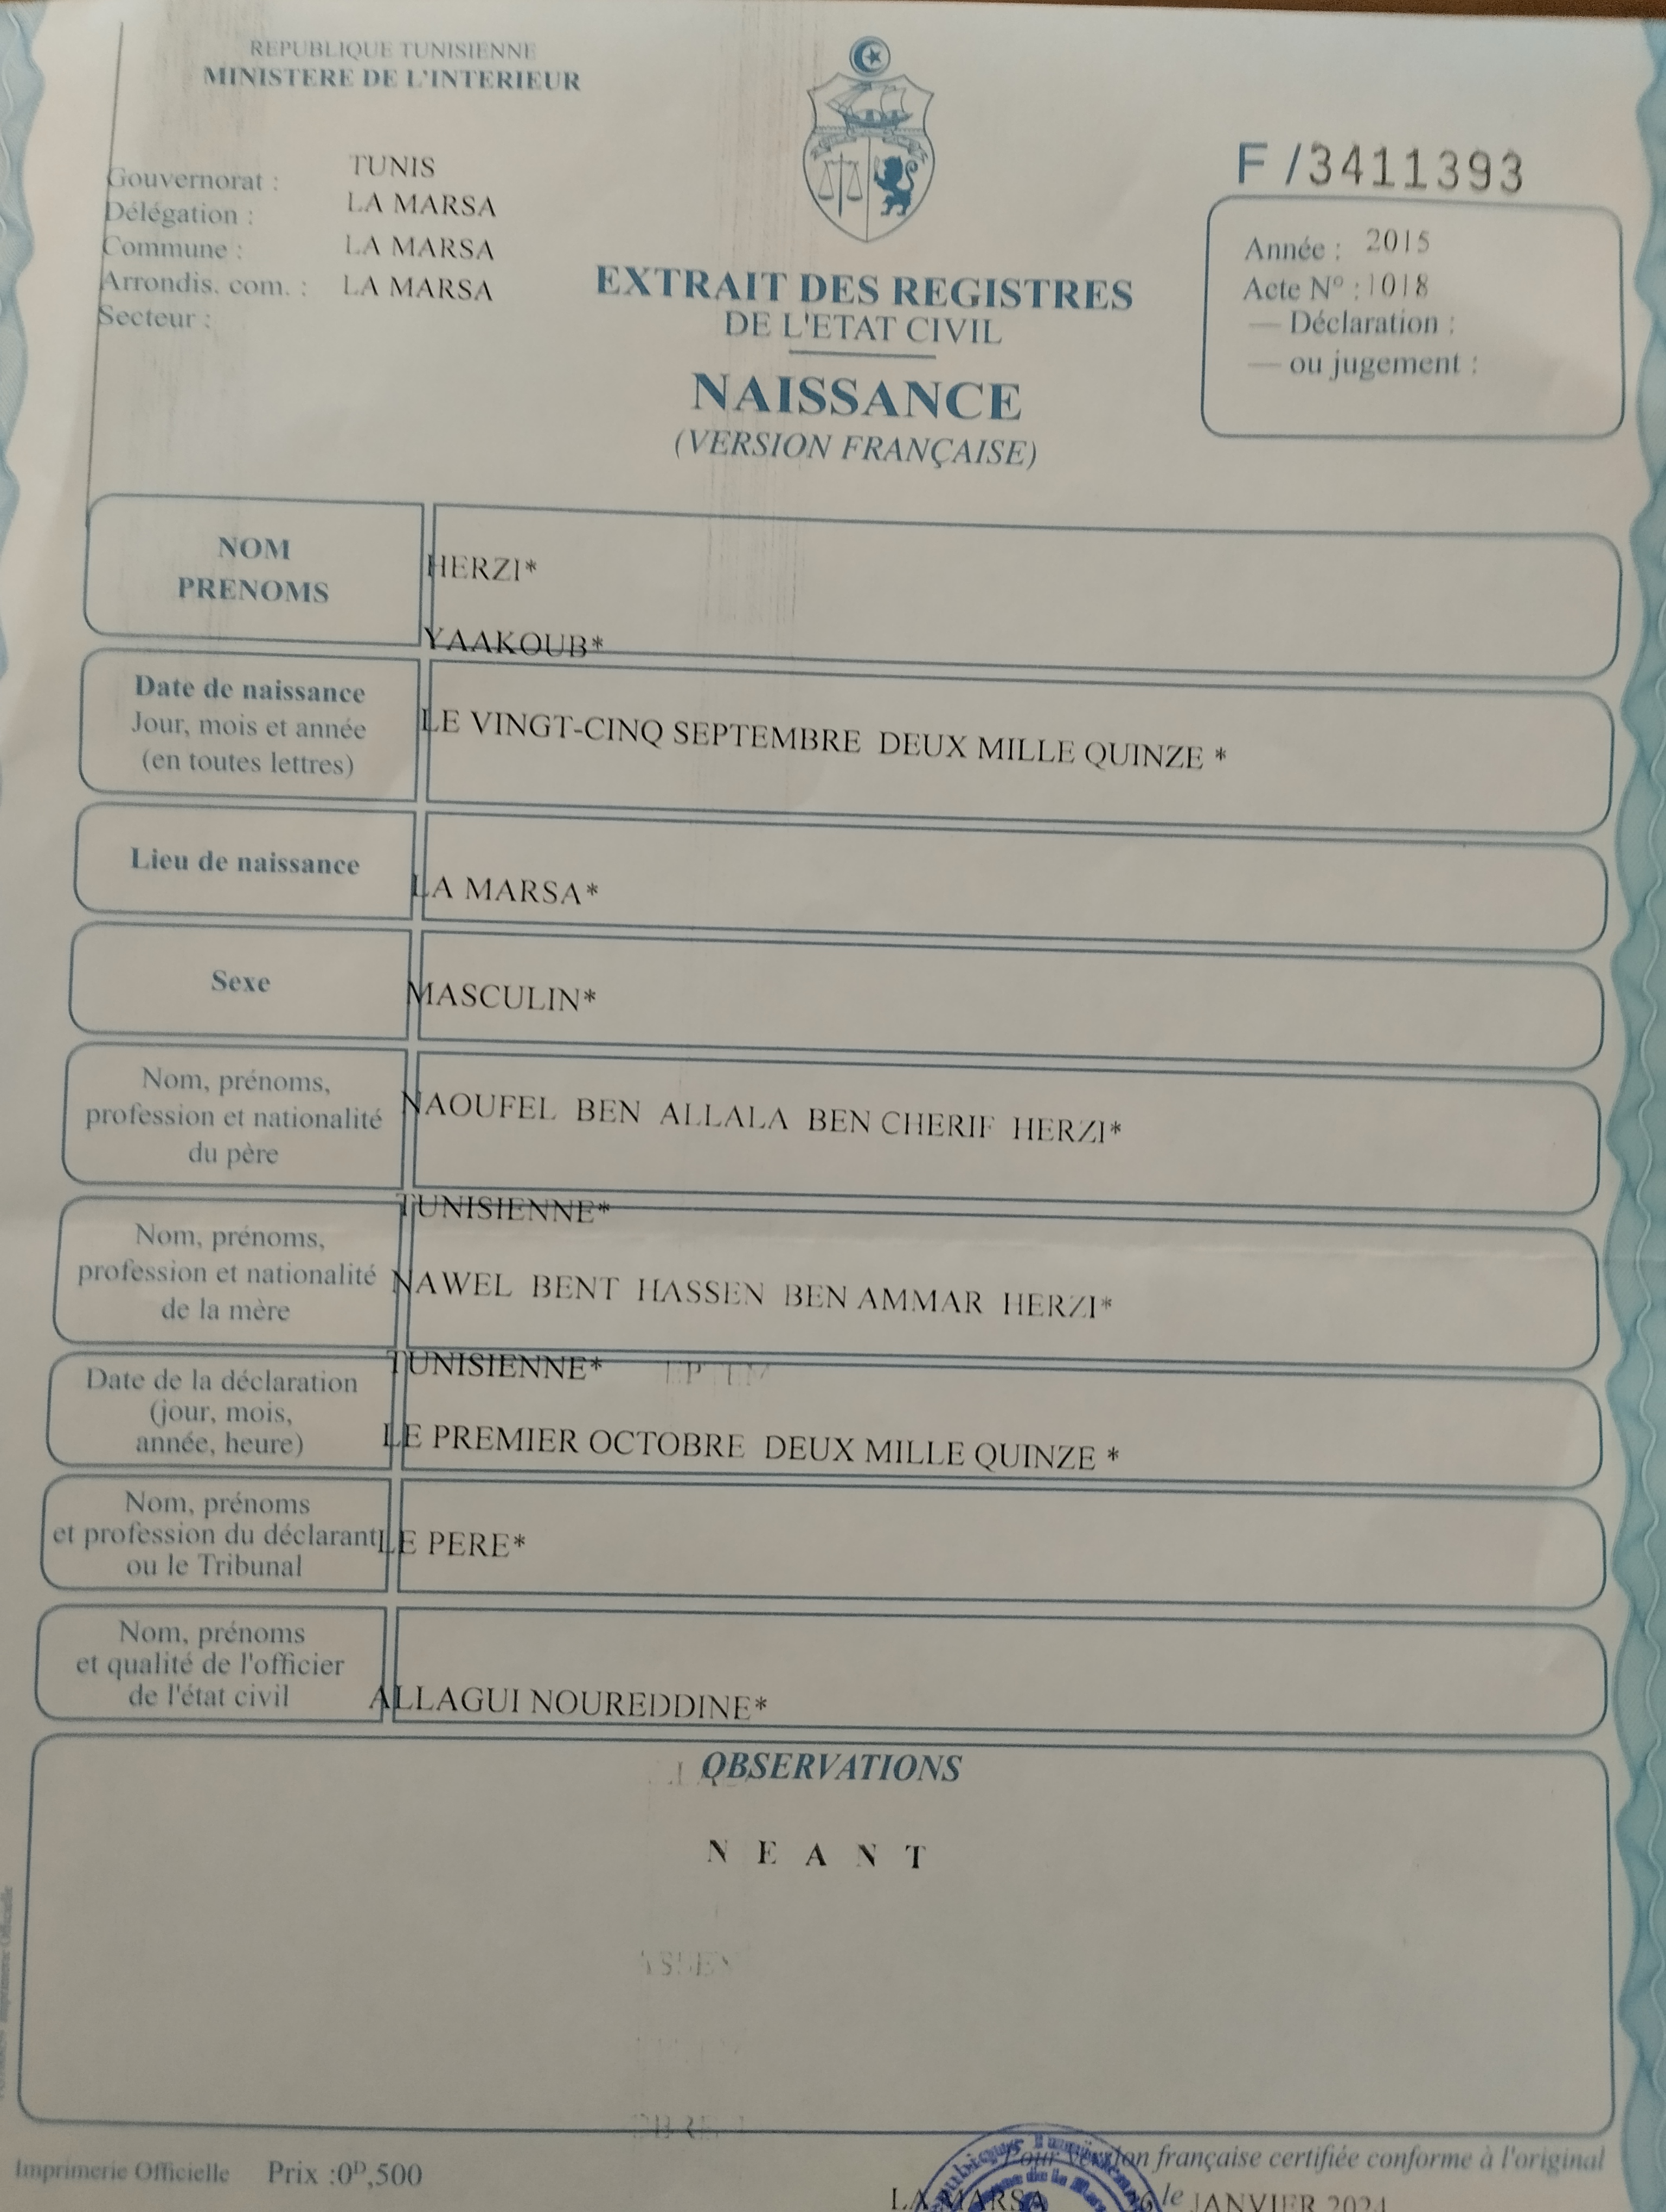 REPUBLIQUE TUNISIENNE
MINISTERE DE L'INTERIEUR
Gouvernorat : TUNIS
Délégation : LA MARSA
Commune : LA MARSA
Arrondis. com. : LA MARSA
Secteur :
F /3411393
Année : 2015
Acte Nº : 1018
— Déclaration :
— ou jugement :
EXTRAIT DES REGISTRES
DE L'ETAT CIVIL
NAISSANCE
(VERSION FRANÇAISE)
NOM
PRENOMS
HERZI*
YAAKOUB*
Date de naissance
Jour, mois et année
(en toutes lettres)
LE VINGT-CINQ SEPTEMBRE DEUX MILLE QUINZE *
Lieu de naissance
LA MARSA*
Sexe
MASCULIN*
Nom, prénoms,
profession et nationalité
du père
NAOUFEL BEN ALLALA BEN CHERIF HERZI*
TUNISIENNE*
Nom, prénoms,
profession et nationalité
de la mère
NAWEL BENT HASSEN BEN AMMAR HERZI*
TUNISIENNE*
Date de la déclaration
(jour, mois,
année, heure)
LE PREMIER OCTOBRE DEUX MILLE QUINZE *
Nom, prénoms
et profession du déclarant
ou le Tribunal
LE PERE*
Nom, prénoms
et qualité de l'officier
de l'état civil
ALLAGUI NOUREDDINE*
OBSERVATIONS
N E A N T
Imprimerie Officielle Prix :0ᴰ,500
Pour version française certifiée conforme à l'original
LA MARSA le JANVIER 2024